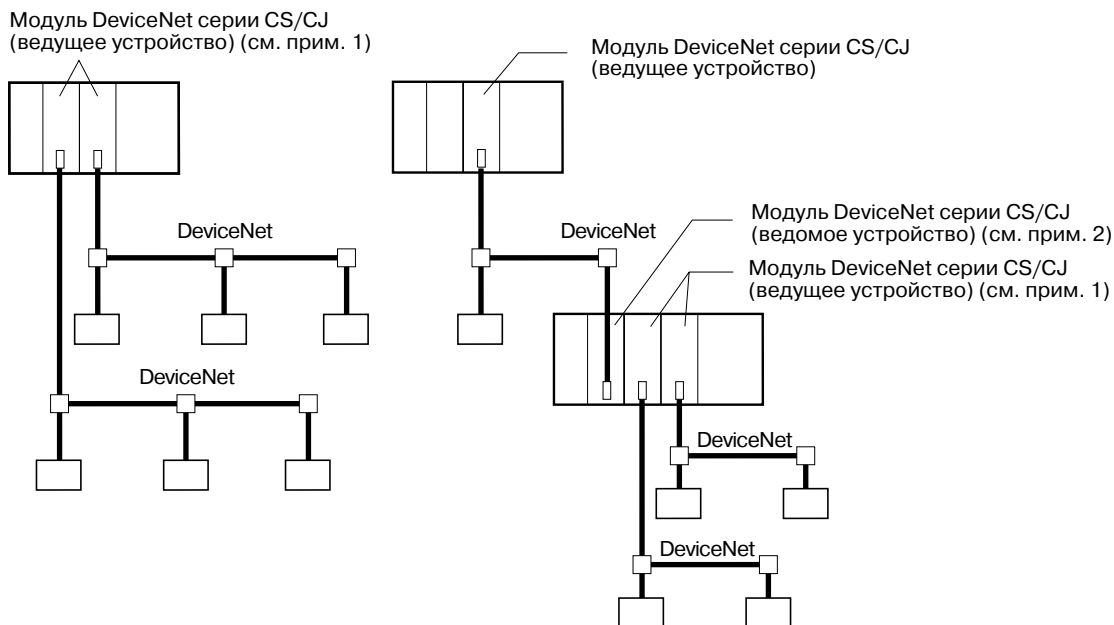 Модуль DeviceNet серии CS/CJ
(ведущее устройство) (см. прим. 1)
Модуль DeviceNet серии CS/CJ
(ведущее устройство)
DeviceNet
DeviceNet
Модуль DeviceNet серии CS/CJ
(ведомое устройство) (см. прим. 2)
Модуль DeviceNet серии CS/CJ
(ведущее устройство) (см. прим. 1)
DeviceNet
DeviceNet
DeviceNet